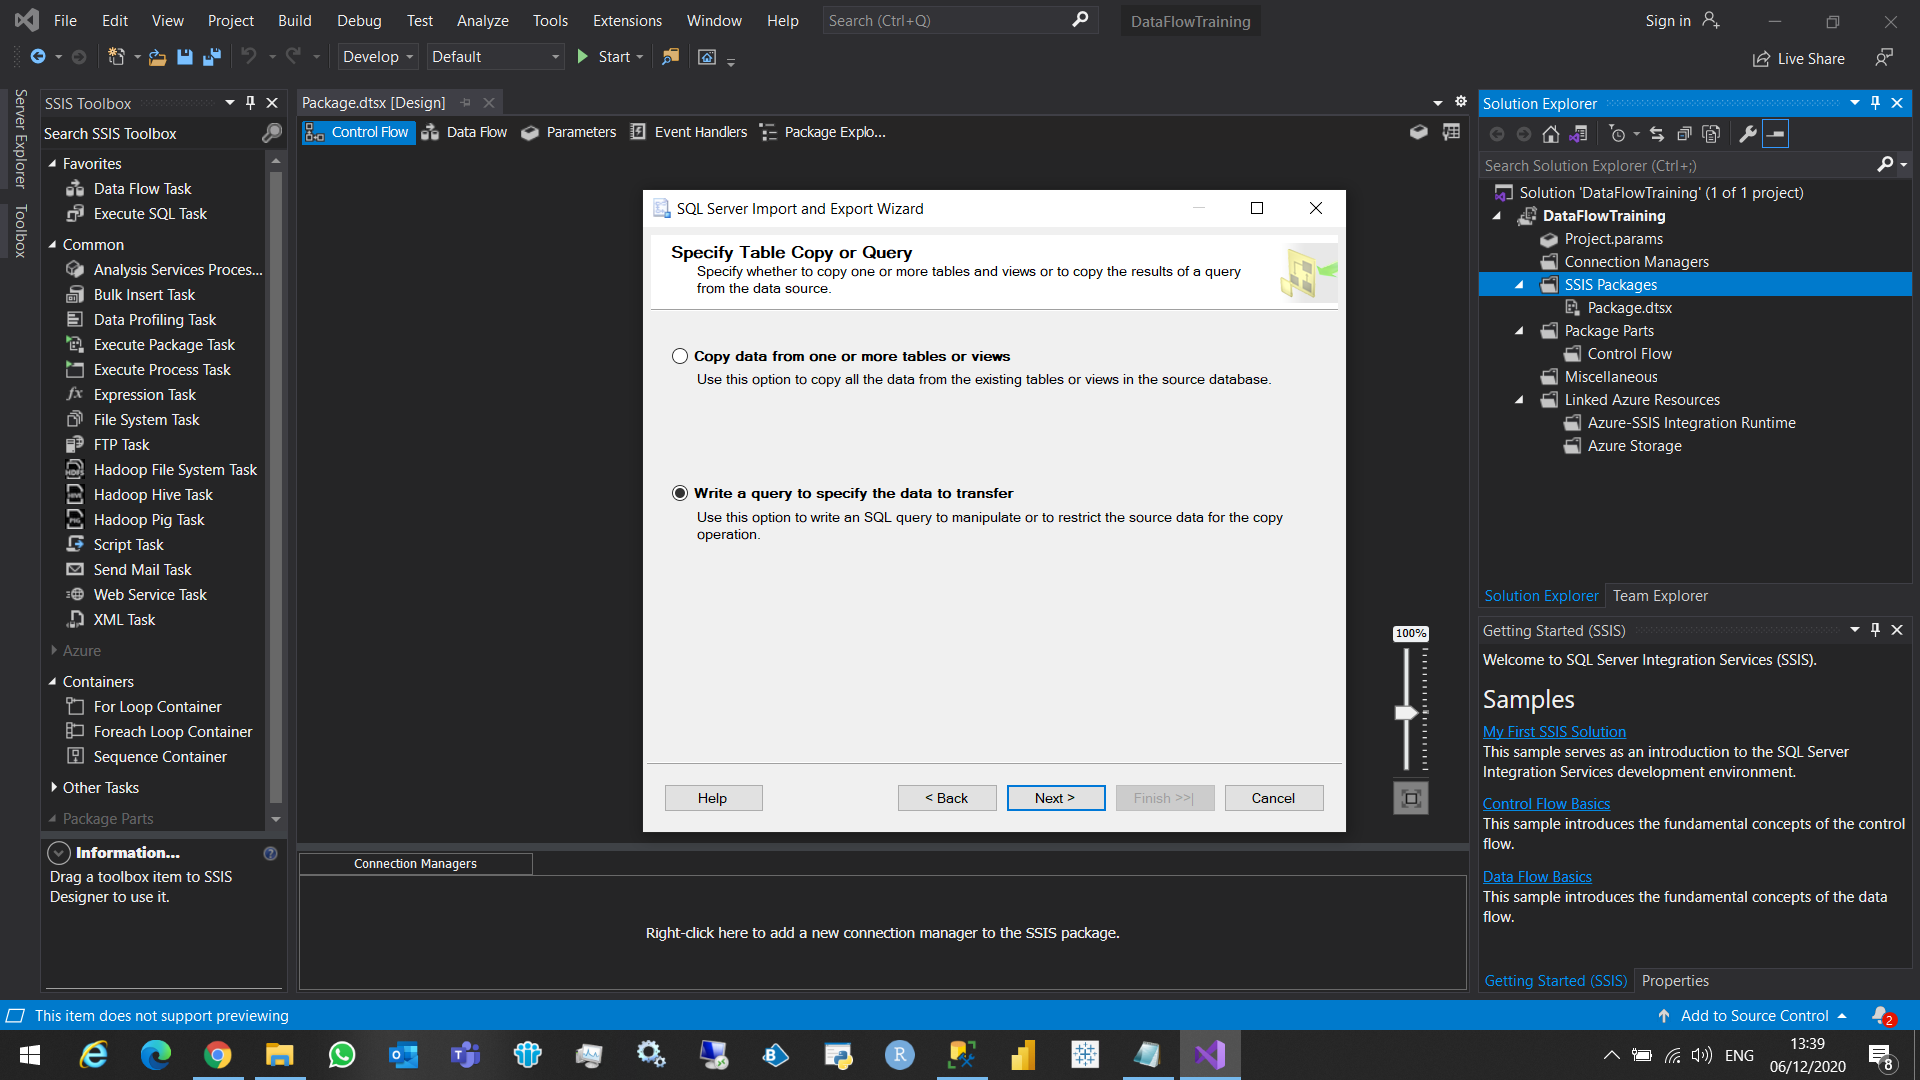 File Edit View Project Build Debug Test Analyze Tools Extensions Window Help Search (Ctrl+Q) DataFlowTraining Sign in
Develop Default Start Live Share
Server Explorer
Toolbox
SSIS Toolbox
Search SSIS Toolbox
Favorites
Data Flow Task
Execute SQL Task
Common
Analysis Services Proces...
Bulk Insert Task
Data Profiling Task
Execute Package Task
Execute Process Task
Expression Task
File System Task
FTP Task
Hadoop File System Task
Hadoop Hive Task
Hadoop Pig Task
Script Task
Send Mail Task
Web Service Task
XML Task
Azure
Containers
For Loop Container
Foreach Loop Container
Sequence Container
Other Tasks
Package Parts
Information...
Drag a toolbox item to SSIS
Designer to use it.
Package.dtsx [Design]
Control Flow Data Flow Parameters Event Handlers Package Explo...
SQL Server Import and Export Wizard
Specify Table Copy or Query
Specify whether to copy one or more tables and views or to copy the results of a query
from the data source.
Copy data from one or more tables or views
Use this option to copy all the data from the existing tables or views in the source database.
Write a query to specify the data to transfer
Use this option to write an SQL query to manipulate or to restrict the source data for the copy
operation.
Help < Back Next > Finish >>| Cancel
100%
Connection Managers
Right-click here to add a new connection manager to the SSIS package.
Solution Explorer
Search Solution Explorer (Ctrl+;)
Solution 'DataFlowTraining' (1 of 1 project)
DataFlowTraining
Project.params
Connection Managers
SSIS Packages
Package.dtsx
Package Parts
Control Flow
Miscellaneous
Linked Azure Resources
Azure-SSIS Integration Runtime
Azure Storage
Solution Explorer Team Explorer
Getting Started (SSIS)
Welcome to SQL Server Integration Services (SSIS).
Samples
My First SSIS Solution
This sample serves as an introduction to the SQL Server
Integration Services development environment.
Control Flow Basics
This sample introduces the fundamental concepts of the control
flow.
Data Flow Basics
This sample introduces the fundamental concepts of the data
flow.
Getting Started (SSIS) Properties
This item does not support previewing Add to Source Control 2
ENG 13:39
06/12/2020 8